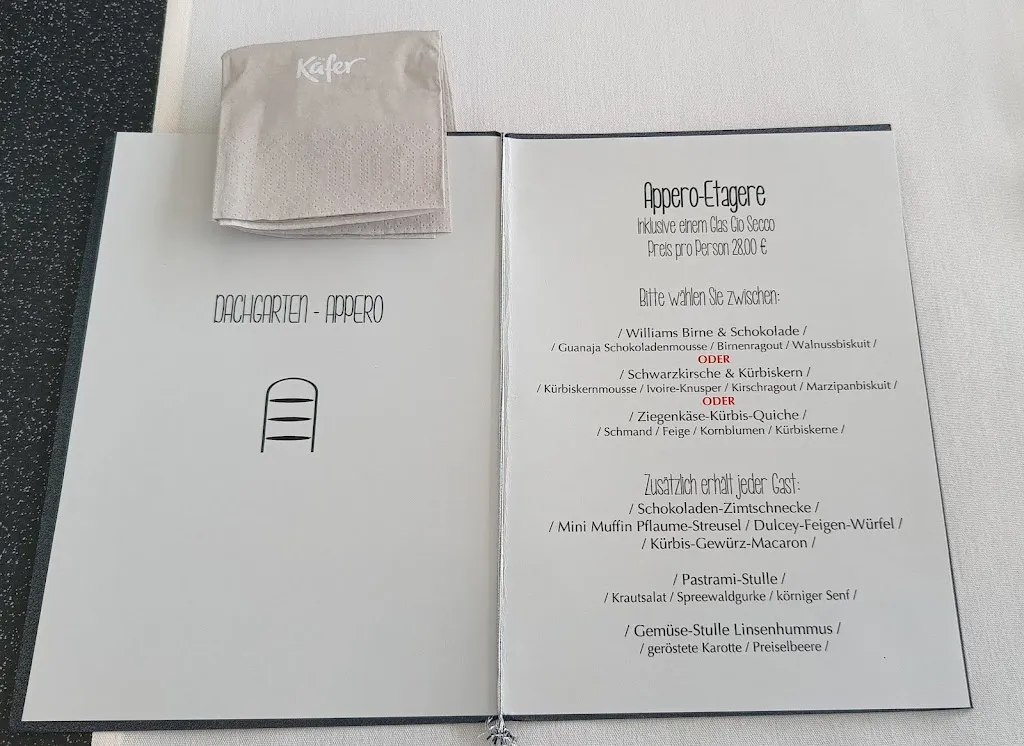 Käfer
DACHGARTEN - APPERO
Appero-Etagere
Inklusive einem Glas Gio Secco
Preis pro Person 28,00 €
Bitte wählen Sie zwischen:
/ Williams Birne & Schokolade /
/ Guanaja Schokoladenmousse / Birnenragout / Walnussbiskuit /
ODER
/ Schwarzkirsche & Kürbiskern /
/ Kürbiskernmousse / Ivoire-Knusper / Kirschragout / Marzipanbiskuit /
ODER
/ Ziegenkäse-Kürbis-Quiche /
/ Schmand / Feige / Kornblumen / Kürbiskerne /
Zusätzlich erhält jeder Gast:
/ Schokoladen-Zimtschnecke /
/ Mini Muffin Pflaume-Streusel / Dulcey-Feigen-Würfel /
/ Kürbis-Gewürz-Macaron /
/ Pastrami-Stulle /
/ Krautsalat / Spreewaldgurke / körniger Senf /
/ Gemüse-Stulle Linsenhummus /
/ geröstete Karotte / Preiselbeere /